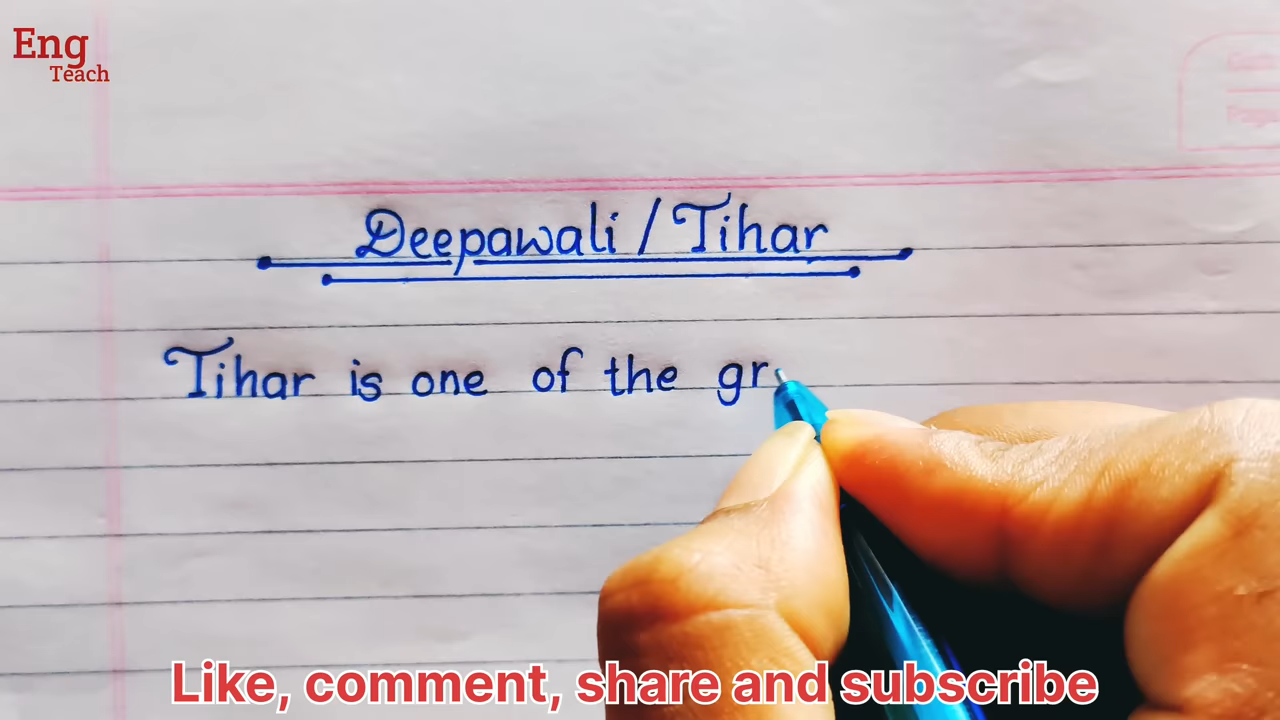 Eng
Teach
Deepawali / Tihar
Tihar is one of the gr
Like, comment, share and subscribe